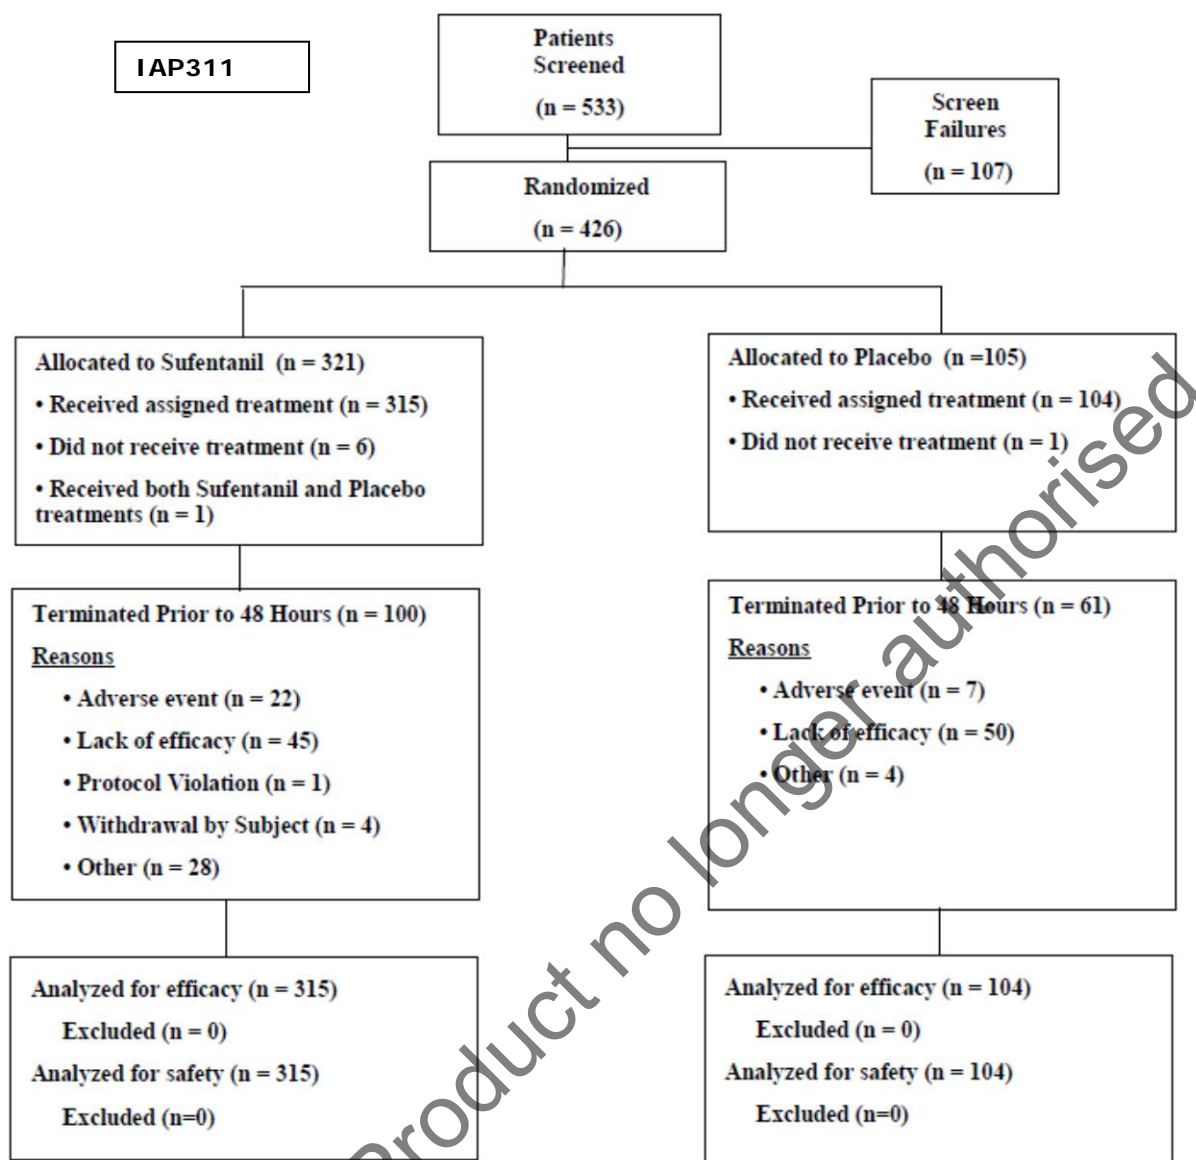 IAP311
Patients
Screened
(n = 533)
Screen
Failures
(n = 107)
Randomized
(n = 426)
Allocated to Sufentanil (n = 321)
• Received assigned treatment (n = 315)
• Did not receive treatment (n = 6)
• Received both Sufentanil and Placebo
treatments (n = 1)
Allocated to Placebo (n =105)
• Received assigned treatment (n = 104)
• Did not receive treatment (n = 1)
Terminated Prior to 48 Hours (n = 100)
Reasons
• Adverse event (n = 22)
• Lack of efficacy (n = 45)
• Protocol Violation (n = 1)
• Withdrawal by Subject (n = 4)
• Other (n = 28)
Terminated Prior to 48 Hours (n = 61)
Reasons
• Adverse event (n = 7)
• Lack of efficacy (n = 50)
• Other (n = 4)
Analyzed for efficacy (n = 315)
Excluded (n = 0)
Analyzed for safety (n = 315)
Excluded (n=0)
Analyzed for efficacy (n = 104)
Excluded (n = 0)
Analyzed for safety (n = 104)
Excluded (n=0)
Product no longer authorised